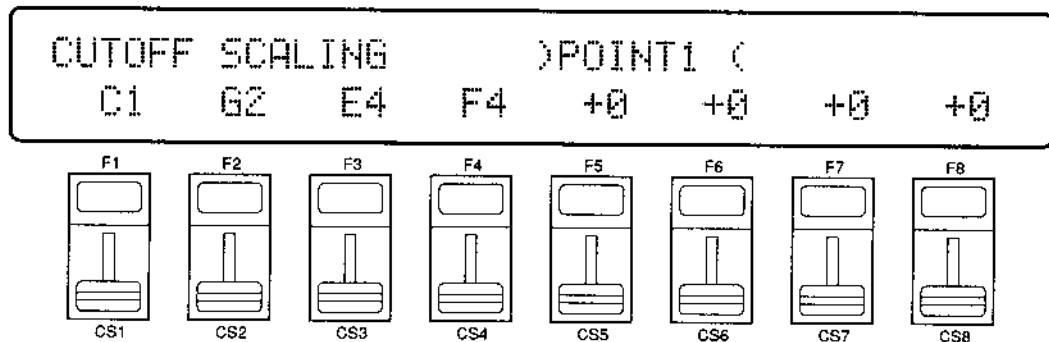 CUTOFF SCALING )POINT1 (
C1 G2 E4 F4 +0 +0 +0 +0
F1 F2 F3 F4 F5 F6 F7 F8
CS1 CS2 CS3 CS4 CS5 CS6 CS7 CS8